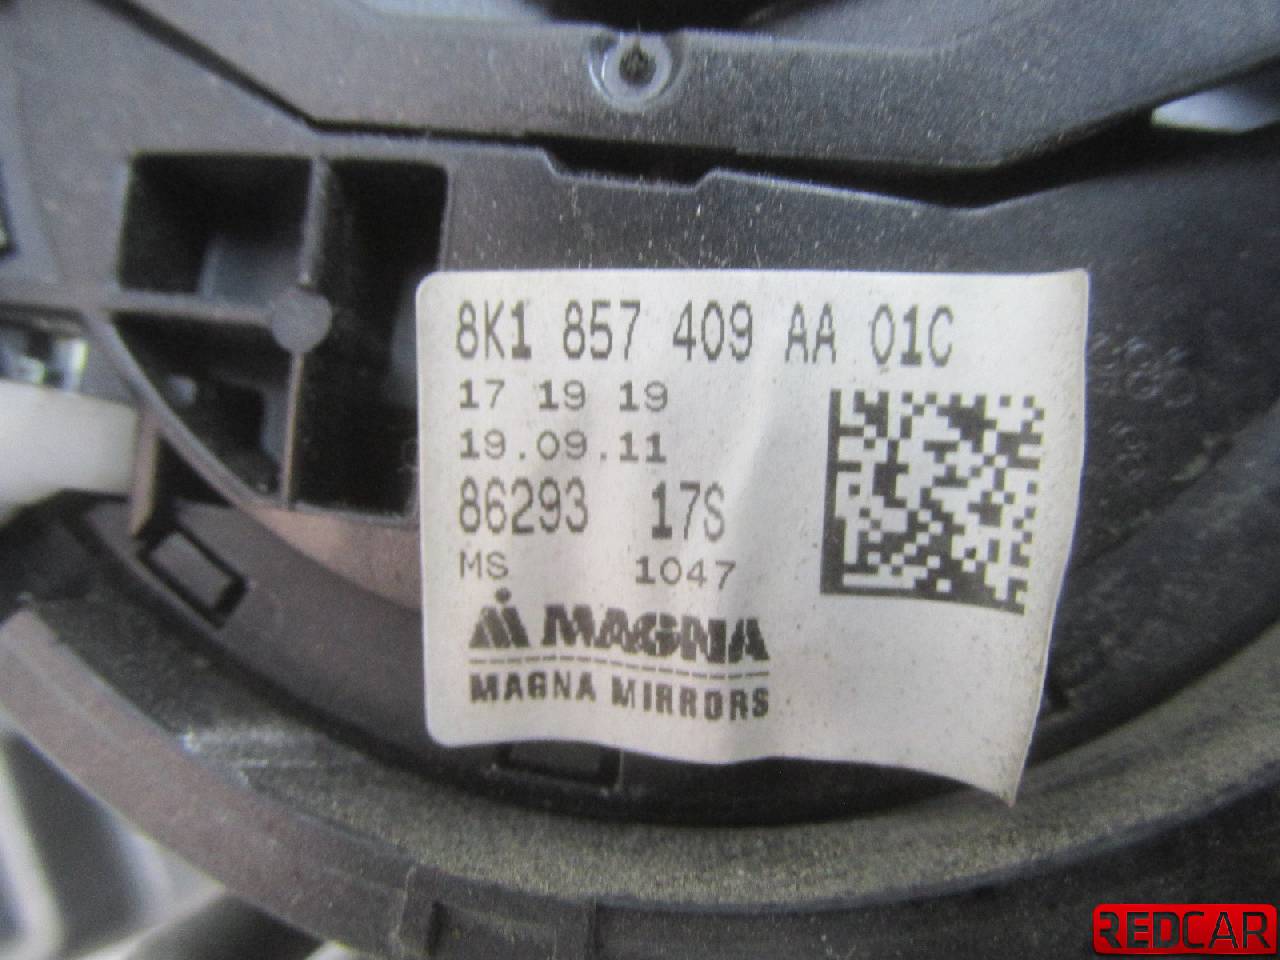 8K1 857 409 AA 01C
17 19 19
19.09.11
86293 17S
MS 1047
MAGNA
MAGNA MIRRORS
REDCAR